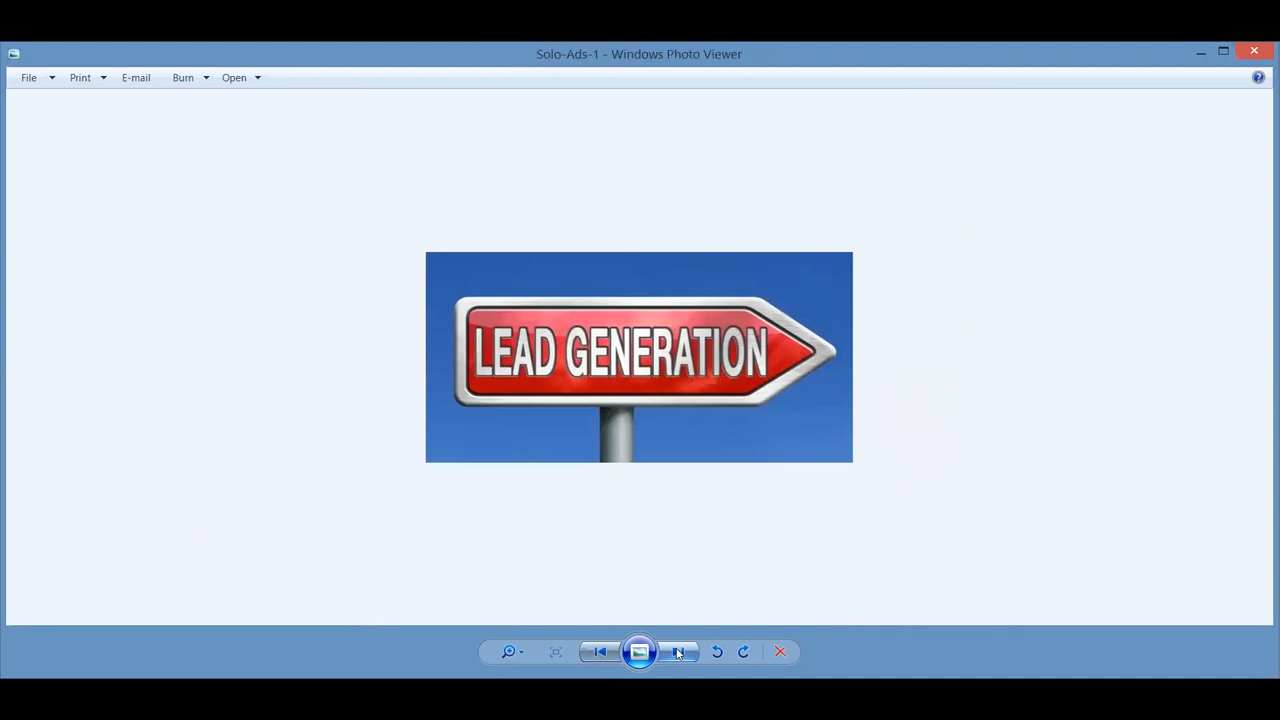 Solo-Ads-1 - Windows Photo Viewer
File Print E-mail Burn Open
LEAD GENERATION